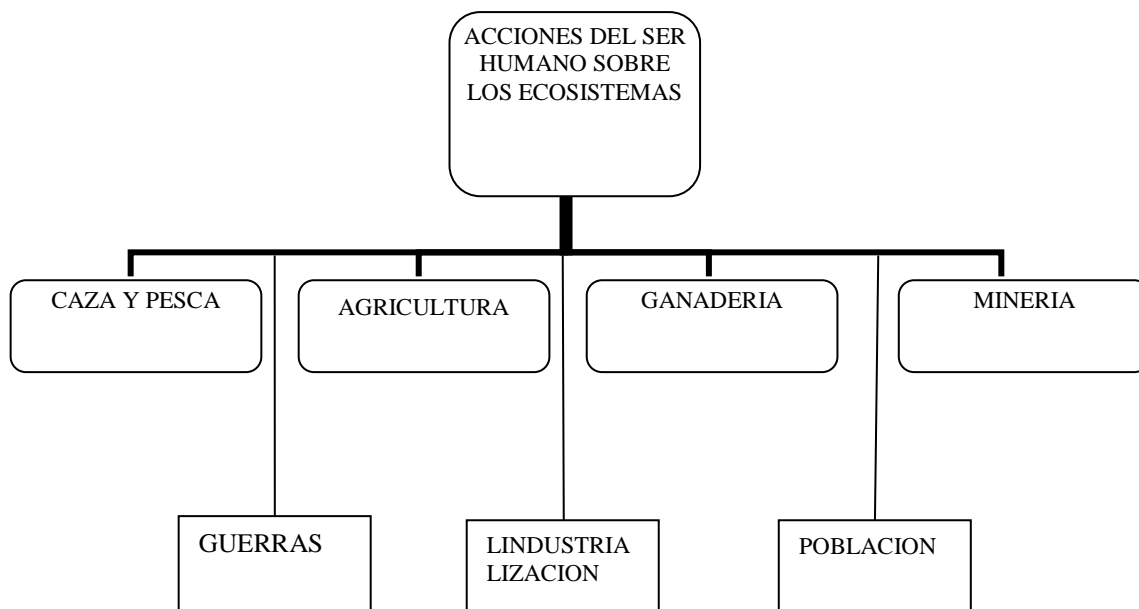 ACCIONES DEL SER
HUMANO SOBRE
LOS ECOSISTEMAS
CAZA Y PESCA
AGRICULTURA
GANADERIA
MINERIA
GUERRAS
LINDUSTRIA
LIZACION
POBLACION